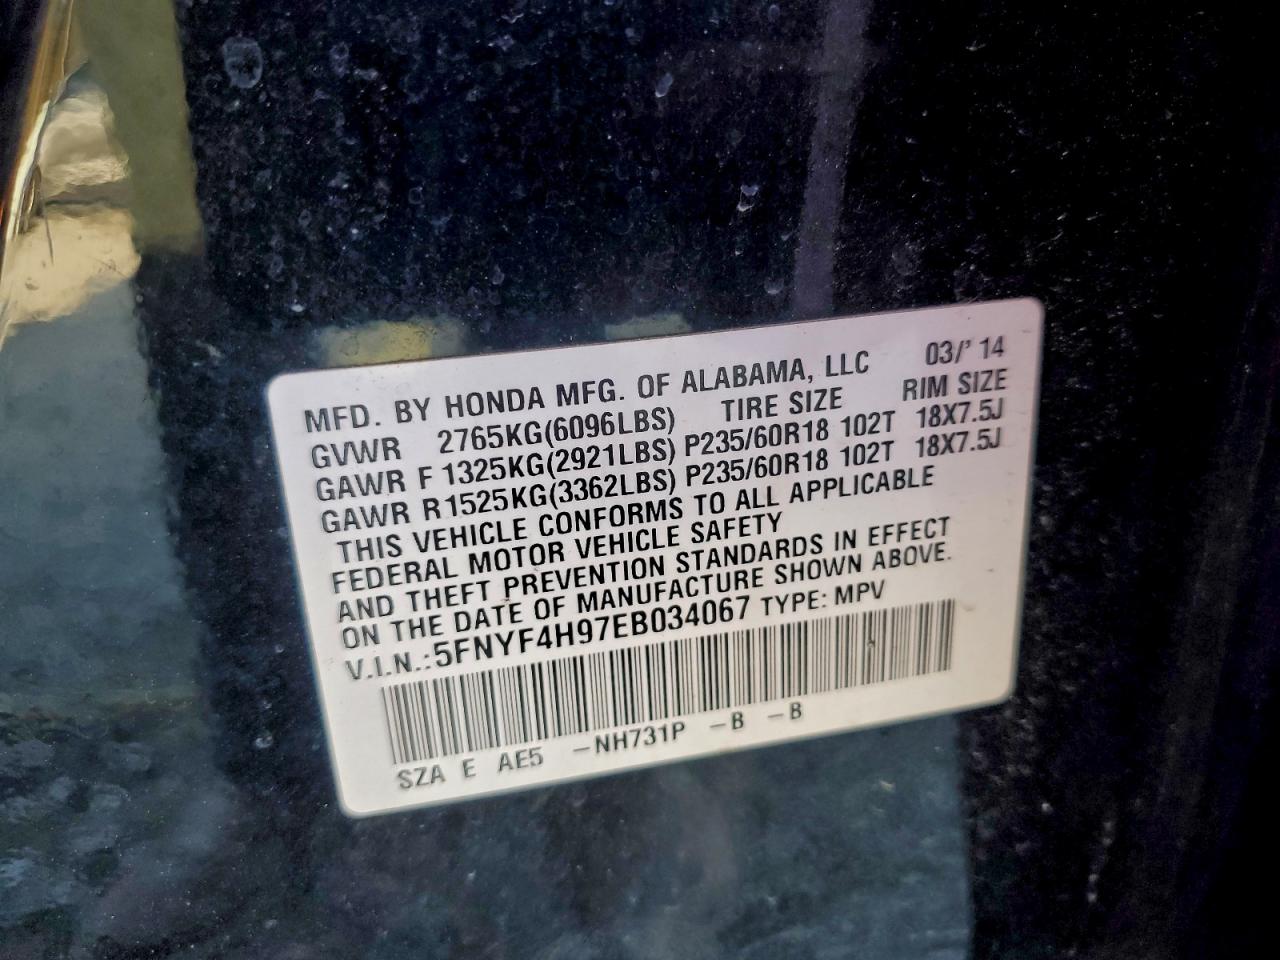 MFD. BY HONDA MFG. OF ALABAMA, LLC 03/' 14
GVWR 2765KG(6096LBS) TIRE SIZE RIM SIZE
GAWR F 1325KG(2921LBS) P235/60R18 102T 18X7.5J
GAWR R1525KG(3362LBS) P235/60R18 102T 18X7.5J
THIS VEHICLE CONFORMS TO ALL APPLICABLE
FEDERAL MOTOR VEHICLE SAFETY
AND THEFT PREVENTION STANDARDS IN EFFECT
ON THE DATE OF MANUFACTURE SHOWN ABOVE.
V.I.N.:5FNYF4H97EB034067 TYPE: MPV
SZA E AE5 -NH731P -B -B